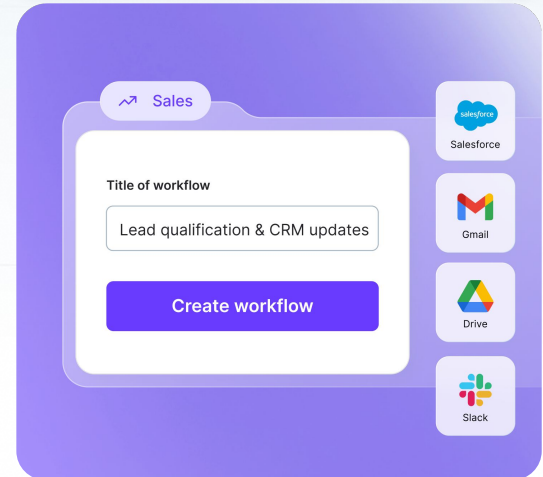 Sales
Title of workflow
Lead qualification & CRM updates
Create workflow
salesforce
Salesforce
Gmail
Drive
Slack